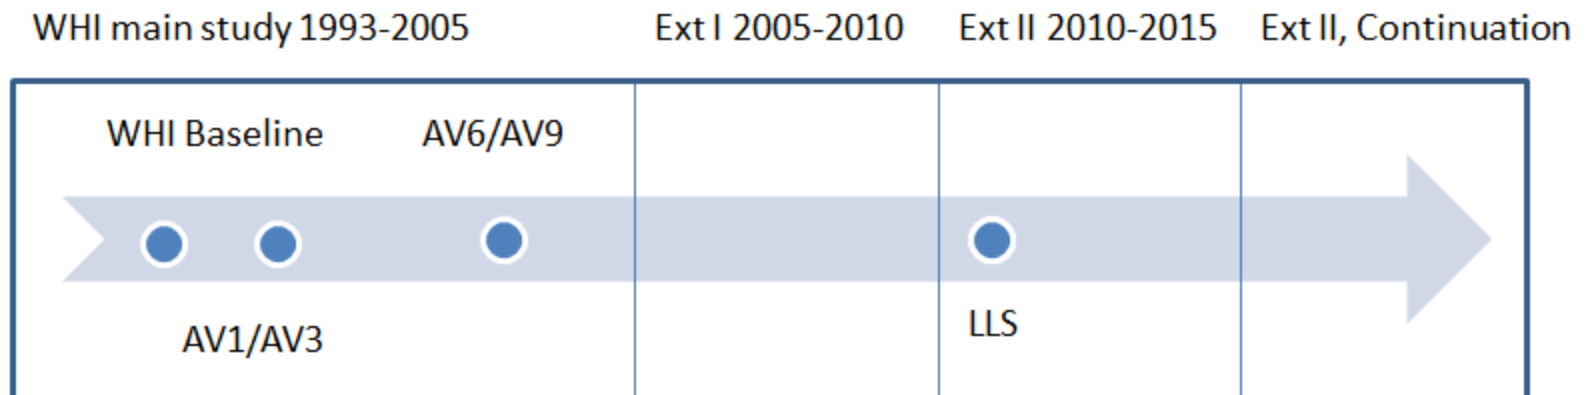 WHI main study 1993-2005 Ext I 2005-2010 Ext II 2010-2015 Ext II, Continuation
WHI Baseline AV6/AV9
LLS
AV1/AV3